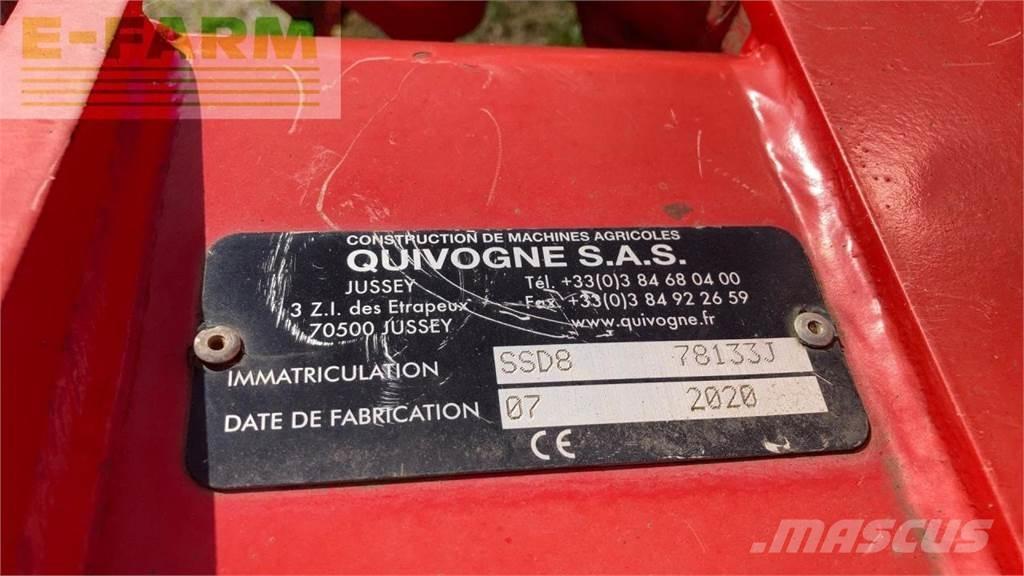 E-FARM
CONSTRUCTION DE MACHINES AGRICOLES
QUIVOGNE S.A.S.
JUSSEY Tél. +33(0)3 84 68 04 00
3 Z.I. des Etrapeux Fax +33(0)3 84 92 26 59
70500 JUSSEY www.quivogne.fr
IMMATRICULATION SSD8 78133J
DATE DE FABRICATION 07 2020
CE
MASCUS